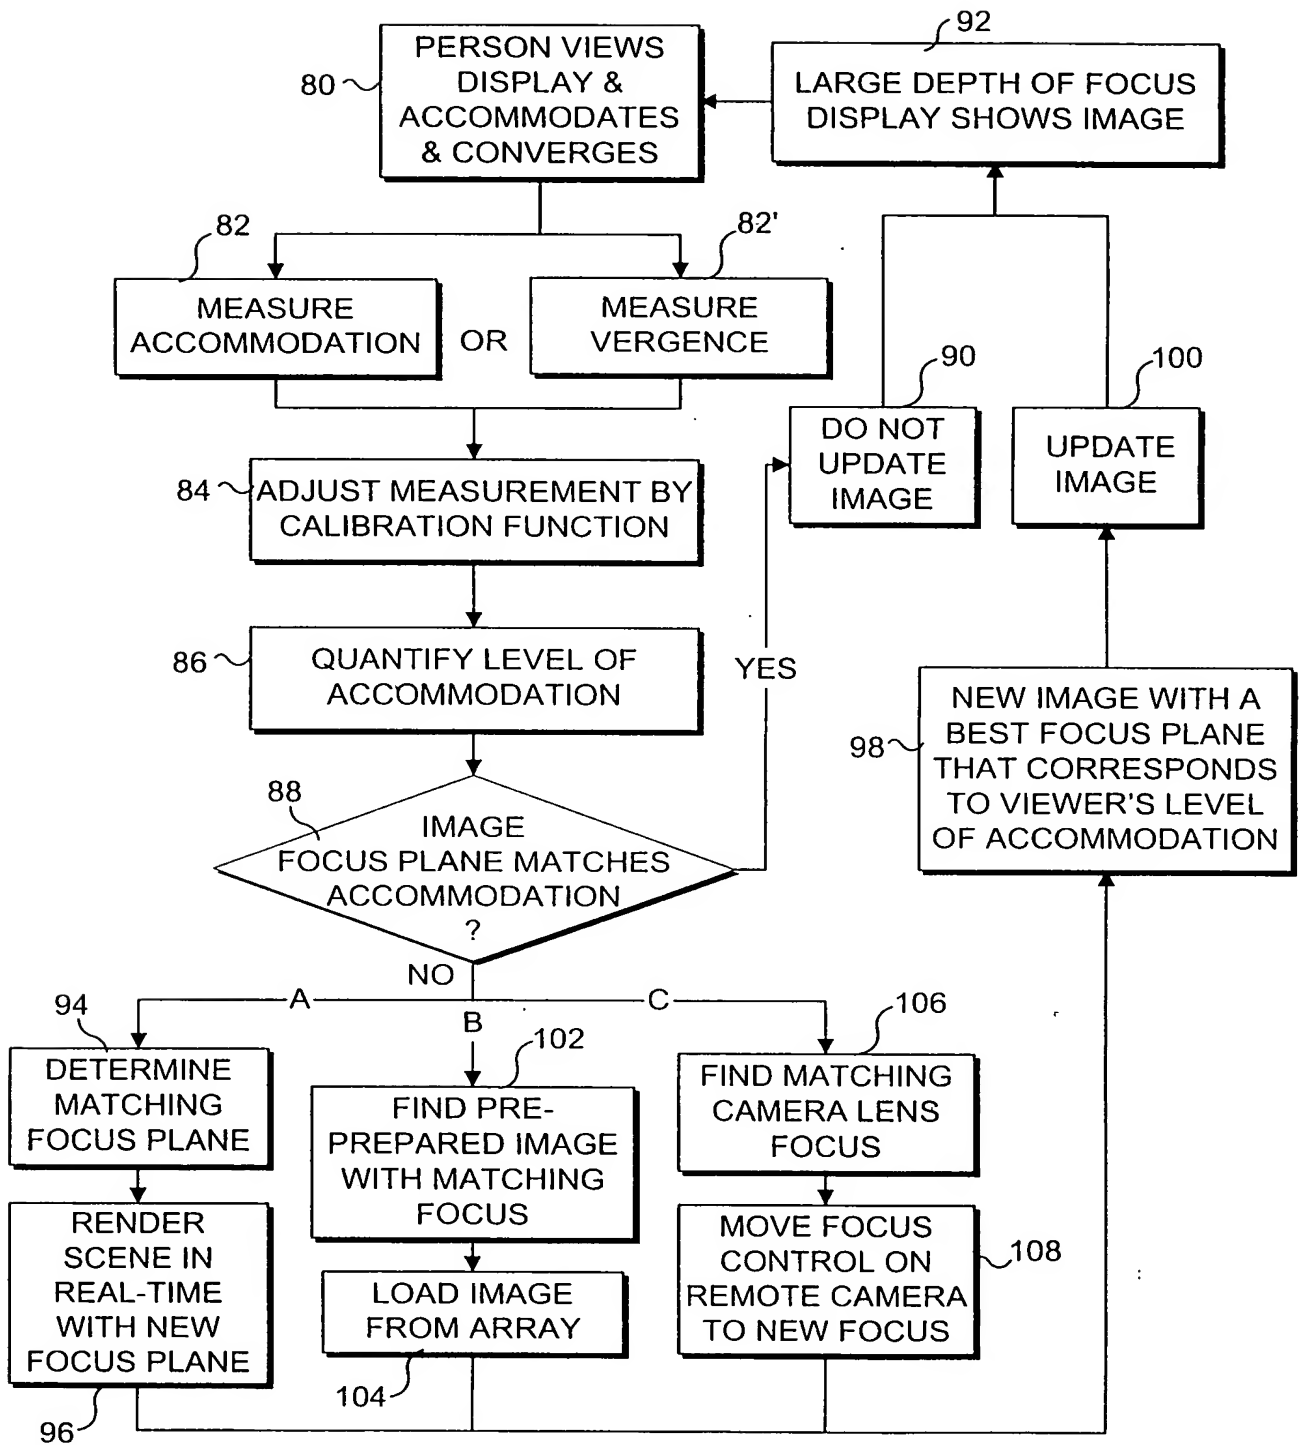 92
PERSON VIEWS
DISPLAY &
ACCOMMODATES
& CONVERGES
80
LARGE DEPTH OF FOCUS
DISPLAY SHOWS IMAGE
82
82'
MEASURE
ACCOMMODATION
OR
MEASURE
VERGENCE
90
100
DO NOT
UPDATE
IMAGE
UPDATE
IMAGE
84
ADJUST MEASUREMENT BY
CALIBRATION FUNCTION
86
QUANTIFY LEVEL OF
ACCOMMODATION
YES
98
NEW IMAGE WITH A
BEST FOCUS PLANE
THAT CORRESPONDS
TO VIEWER'S LEVEL
OF ACCOMMODATION
88
IMAGE
FOCUS PLANE MATCHES
ACCOMMODATION
?
NO
A
B
C
94
DETERMINE
MATCHING
FOCUS PLANE
RENDER
SCENE IN
REAL-TIME
WITH NEW
FOCUS PLANE
96
102
FIND PRE-
PREPARED IMAGE
WITH MATCHING
FOCUS
LOAD IMAGE
FROM ARRAY
104
106
FIND MATCHING
CAMERA LENS
FOCUS
MOVE FOCUS
CONTROL ON
REMOTE CAMERA
TO NEW FOCUS
108